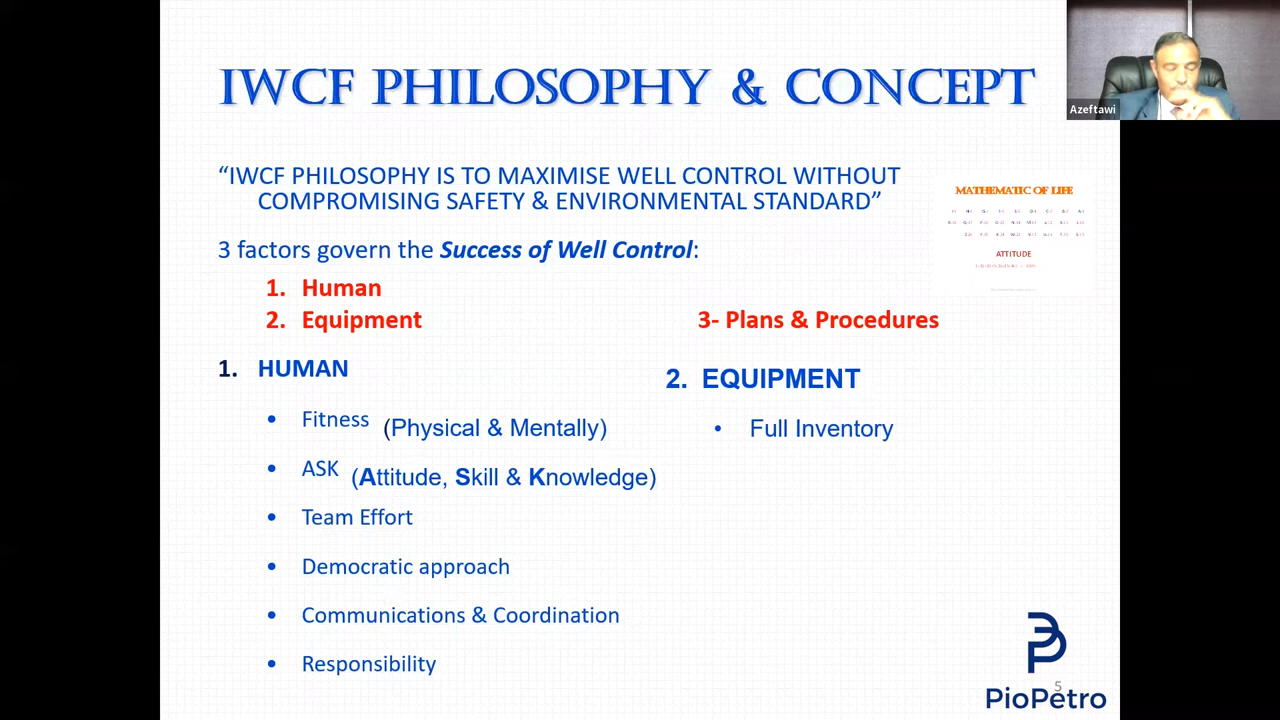 IWCF PHILOSOPHY & CONCEPT
Azeftawi
“IWCF PHILOSOPHY IS TO MAXIMISE WELL CONTROL WITHOUT
COMPROMISING SAFETY & ENVIRONMENTAL STANDARD”
MATHEMATIC OF LIFE
ATTITUDE
3 factors govern the Success of Well Control:
1. Human
2. Equipment
3- Plans & Procedures
1. HUMAN
• Fitness (Physical & Mentally)
• ASK (Attitude, Skill & Knowledge)
• Team Effort
• Democratic approach
• Communications & Coordination
• Responsibility
2. EQUIPMENT
• Full Inventory
5
PioPetro